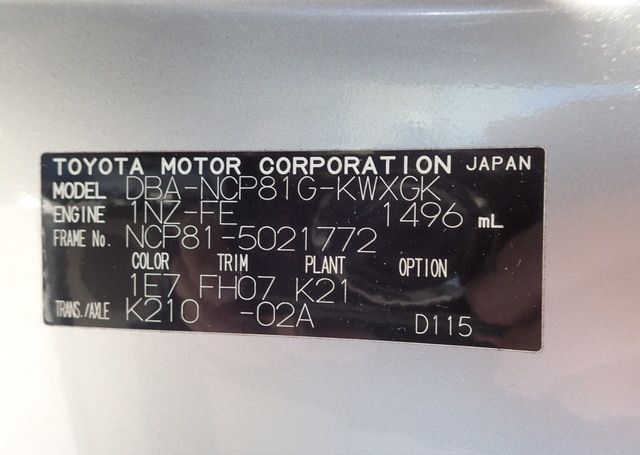 TOYOTA MOTOR CORPORATION JAPAN
MODEL DBA-NCP81G-KWXGK
ENGINE 1NZ-FE 1496 mL
FRAME No. NCP81-5021772
COLOR TRIM PLANT OPTION
1E7 FH07 K21
TRANS./AXLE K210 -02A D115